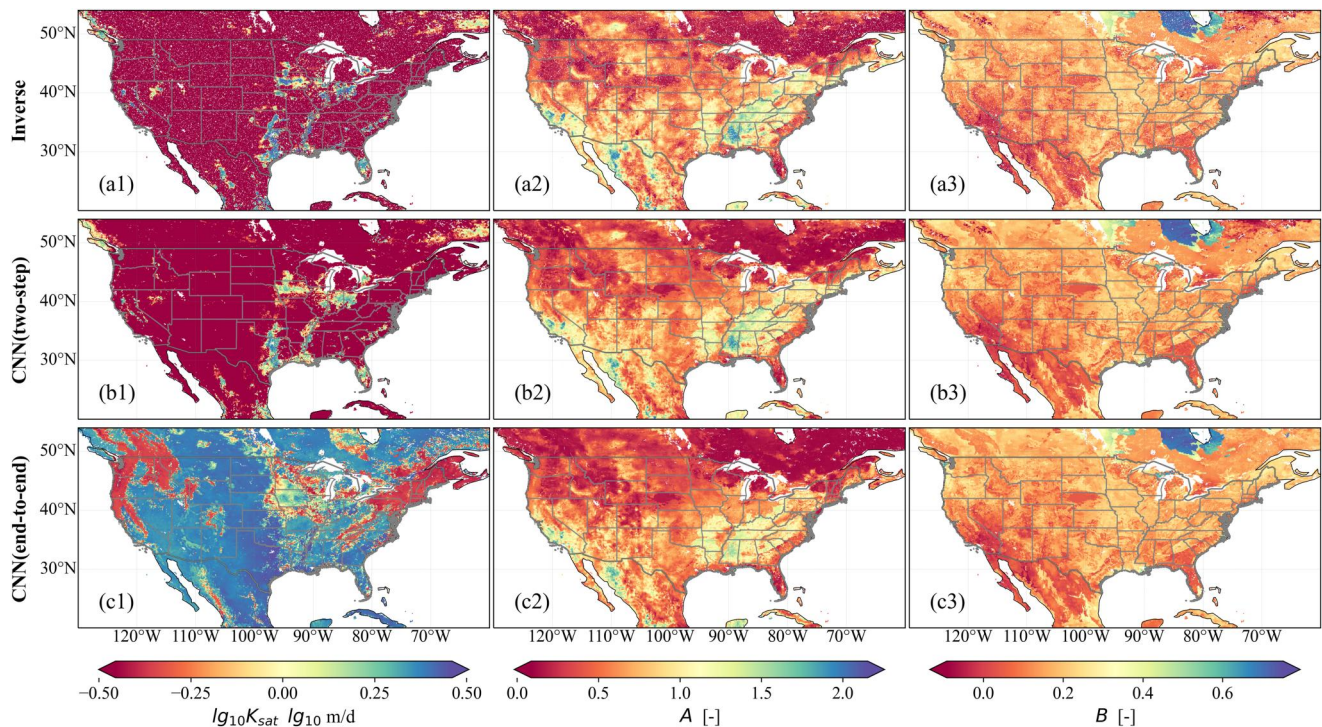 50°N
40°N
30°N
Inverse
(a1)
(a2)
(a3)
50°N
40°N
30°N
CNN(two-step)
(b1)
(b2)
(b3)
50°N
40°N
30°N
CNN(end-to-end)
(c1)
(c2)
(c3)
120°W 110°W 100°W 90°W 80°W 70°W
120°W 110°W 100°W 90°W 80°W 70°W
120°W 110°W 100°W 90°W 80°W 70°W
−0.50 −0.25 0.00 0.25 0.50
lg₁₀Kₛₐₜ lg₁₀ m/d
0.0 0.5 1.0 1.5 2.0
A [-]
0.0 0.2 0.4 0.6
B [-]